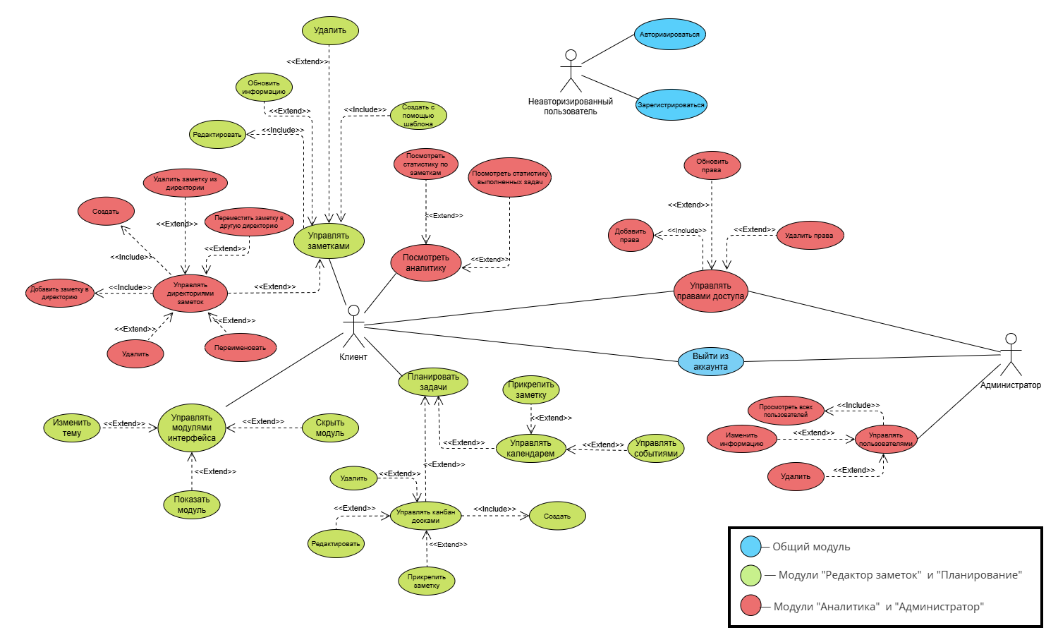 Удалить
<<Extend>>
Обновить
информацию
<<Extend>>
Редактировать
<<Include>>
<<Include>>
Создать с
помощью
шаблона
Авторизироваться
Неавторизированный
пользователь
Зарегистрироваться
Посмотреть
статистику по
заметкам
Посмотреть статистику
выполненных задач
<<Extend>>
<<Extend>>
Обновить
права
<<Extend>>
Добавить
права
<<Include>>
<<Extend>>
Удалить права
Удалить заметку из
директории
Создать
<<Extend>>
Переместить заметку в
другую директорию
<<Extend>>
<<Include>>
Управлять
заметками
Посмотреть
аналитику
Управлять
правами доступа
Добавить заметку в
директорию
<<Include>>
Управлять
директориями
заметок
<<Extend>>
<<Extend>>
<<Extend>>
Удалить
Переименовать
Клиент
Выйти из
аккаунта
Администратор
Планировать
задачи
Прикрепить
заметку
<<Extend>>
Изменить
тему
<<Extend>>
Управлять
модулями
интерфейса
<<Extend>>
Скрыть
модуль
<<Extend>>
Управлять
календарем
<<Extend>>
Управлять
событиями
Просмотреть всех
пользователей
<<Include>>
Изменить
информацию
<<Extend>>
Управлять
пользователями
Удалить
<<Extend>>
<<Extend>>
Показать
модуль
<<Extend>>
Удалить
<<Extend>>
<<Extend>>
Управлять канбан
досками
<<Include>>
Создать
Редактировать
<<Extend>>
Прикрепить
заметку
Общий модуль
Модули "Редактор заметок" и "Планирование"
Модули "Аналитика" и "Администратор"